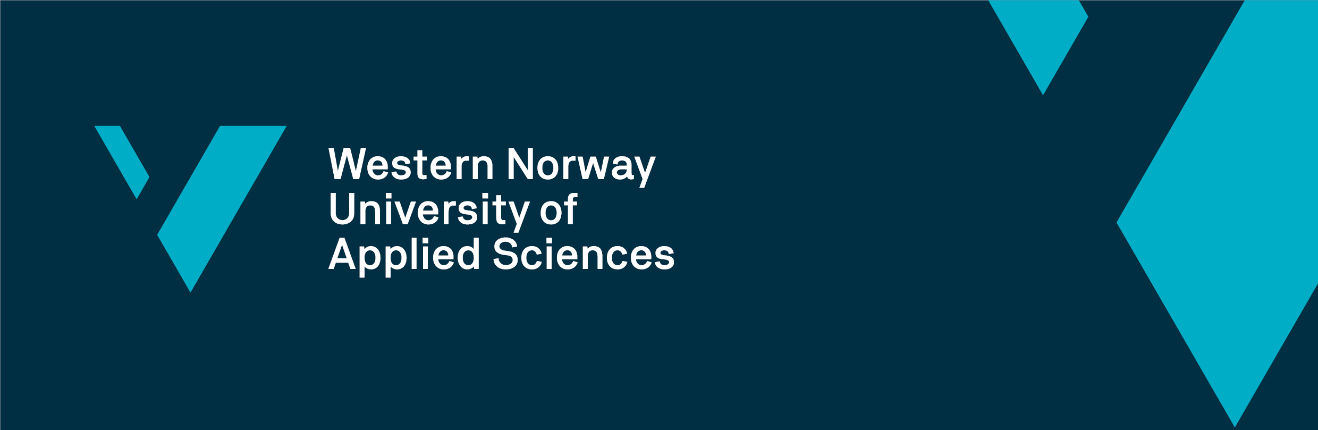 Western Norway
University of
Applied Sciences